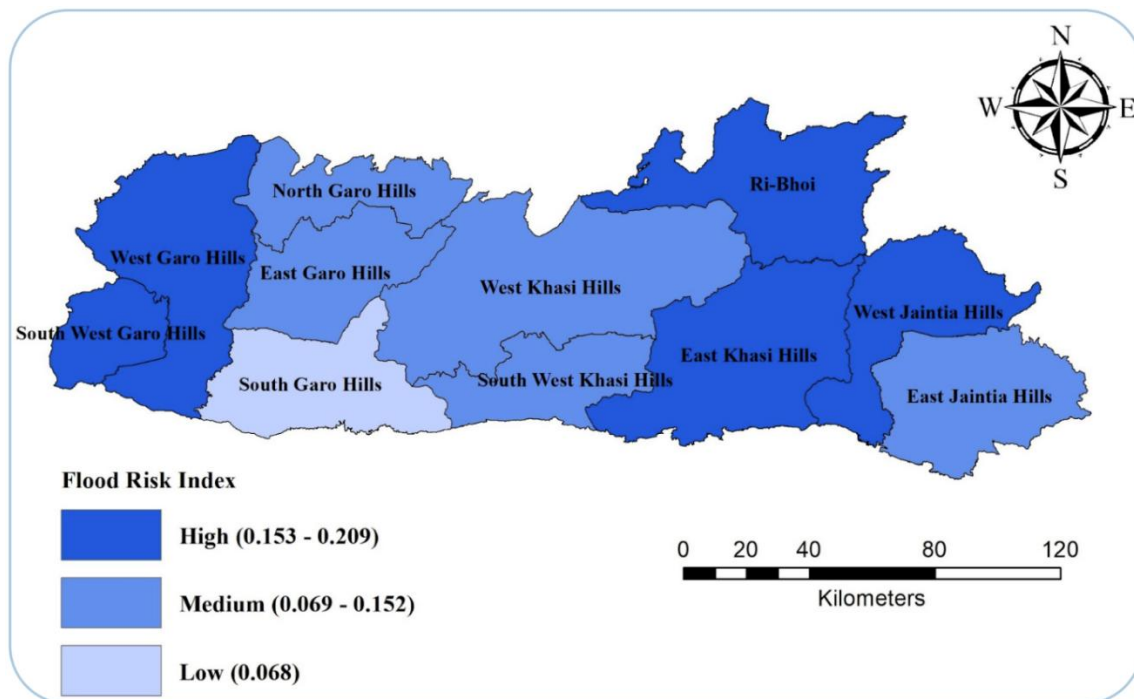 N
W E
S
Ri-Bhoi
North Garo Hills
West Garo Hills
East Garo Hills
West Khasi Hills
West Jaintia Hills
South West Garo Hills
East Khasi Hills
South Garo Hills
South West Khasi Hills
East Jaintia Hills
Flood Risk Index
High (0.153 - 0.209)
Medium (0.069 - 0.152)
Low (0.068)
0 20 40 80 120
Kilometers